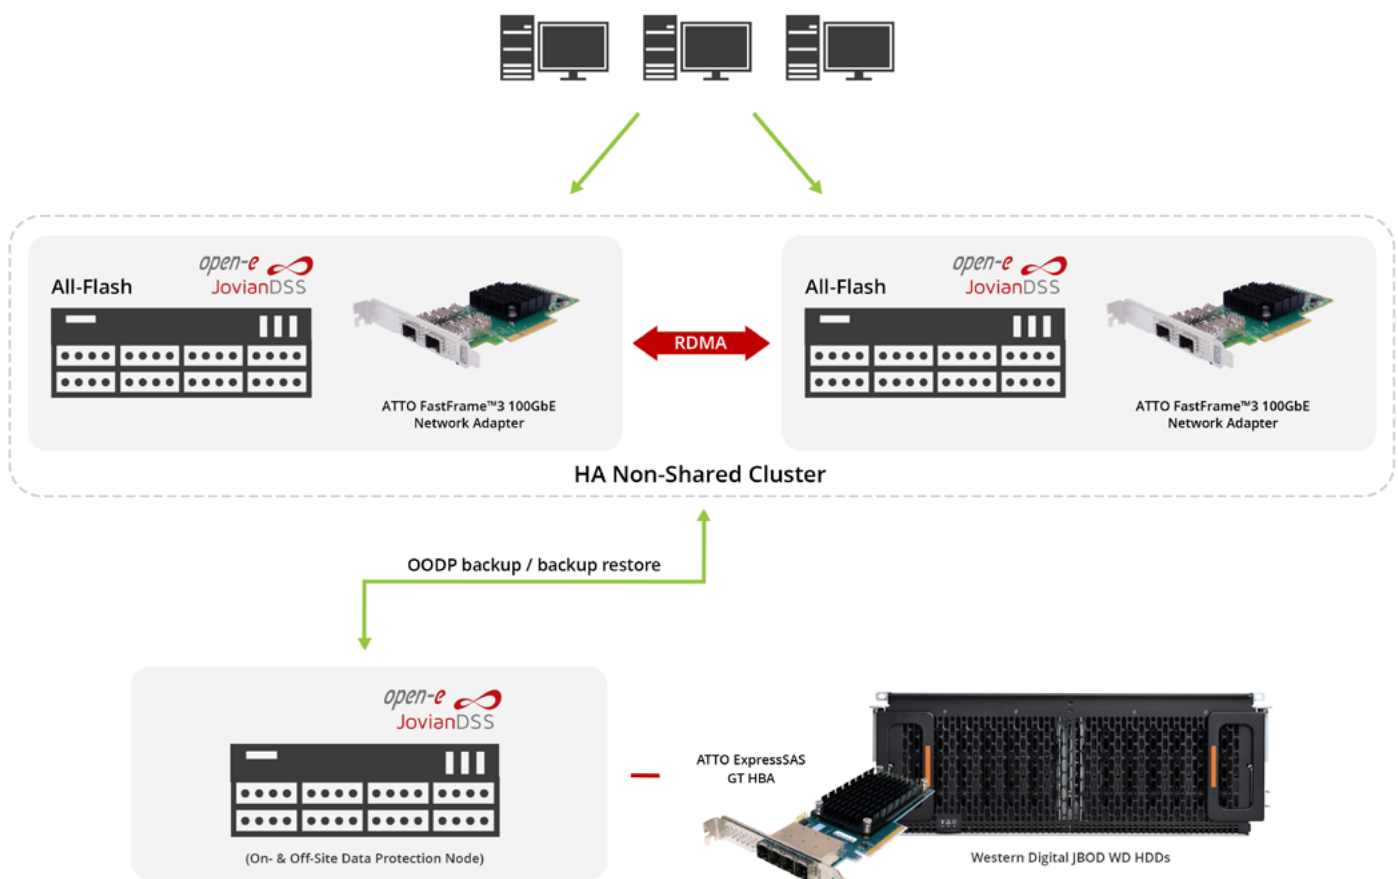 open-e
JovianDSS
All-Flash
ATTO FastFrame™3 100GbE
Network Adapter
RDMA
open-e
JovianDSS
All-Flash
ATTO FastFrame™3 100GbE
Network Adapter
HA Non-Shared Cluster
OODP backup / backup restore
open-e
JovianDSS
(On- & Off-Site Data Protection Node)
ATTO ExpressSAS
GT HBA
Western Digital JBOD WD HDDs